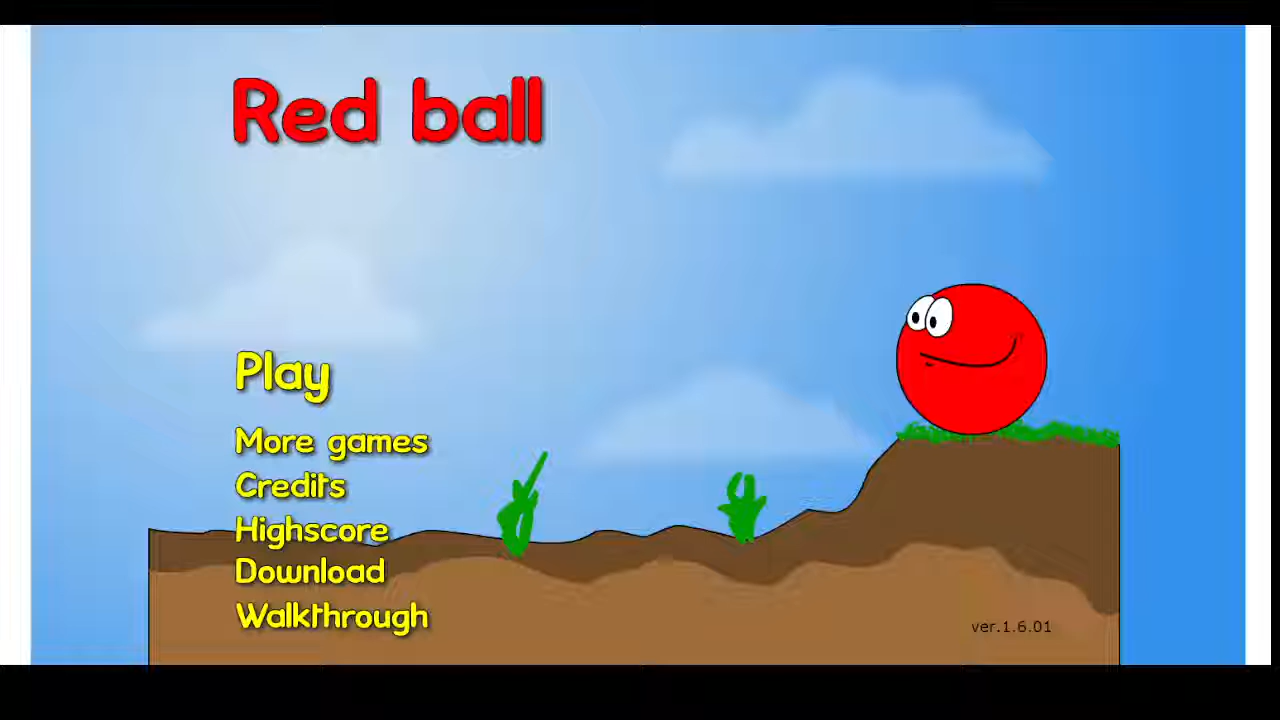 Red ball
Play
More games
Credits
Highscore
Download
Walkthrough
ver.1.6.01